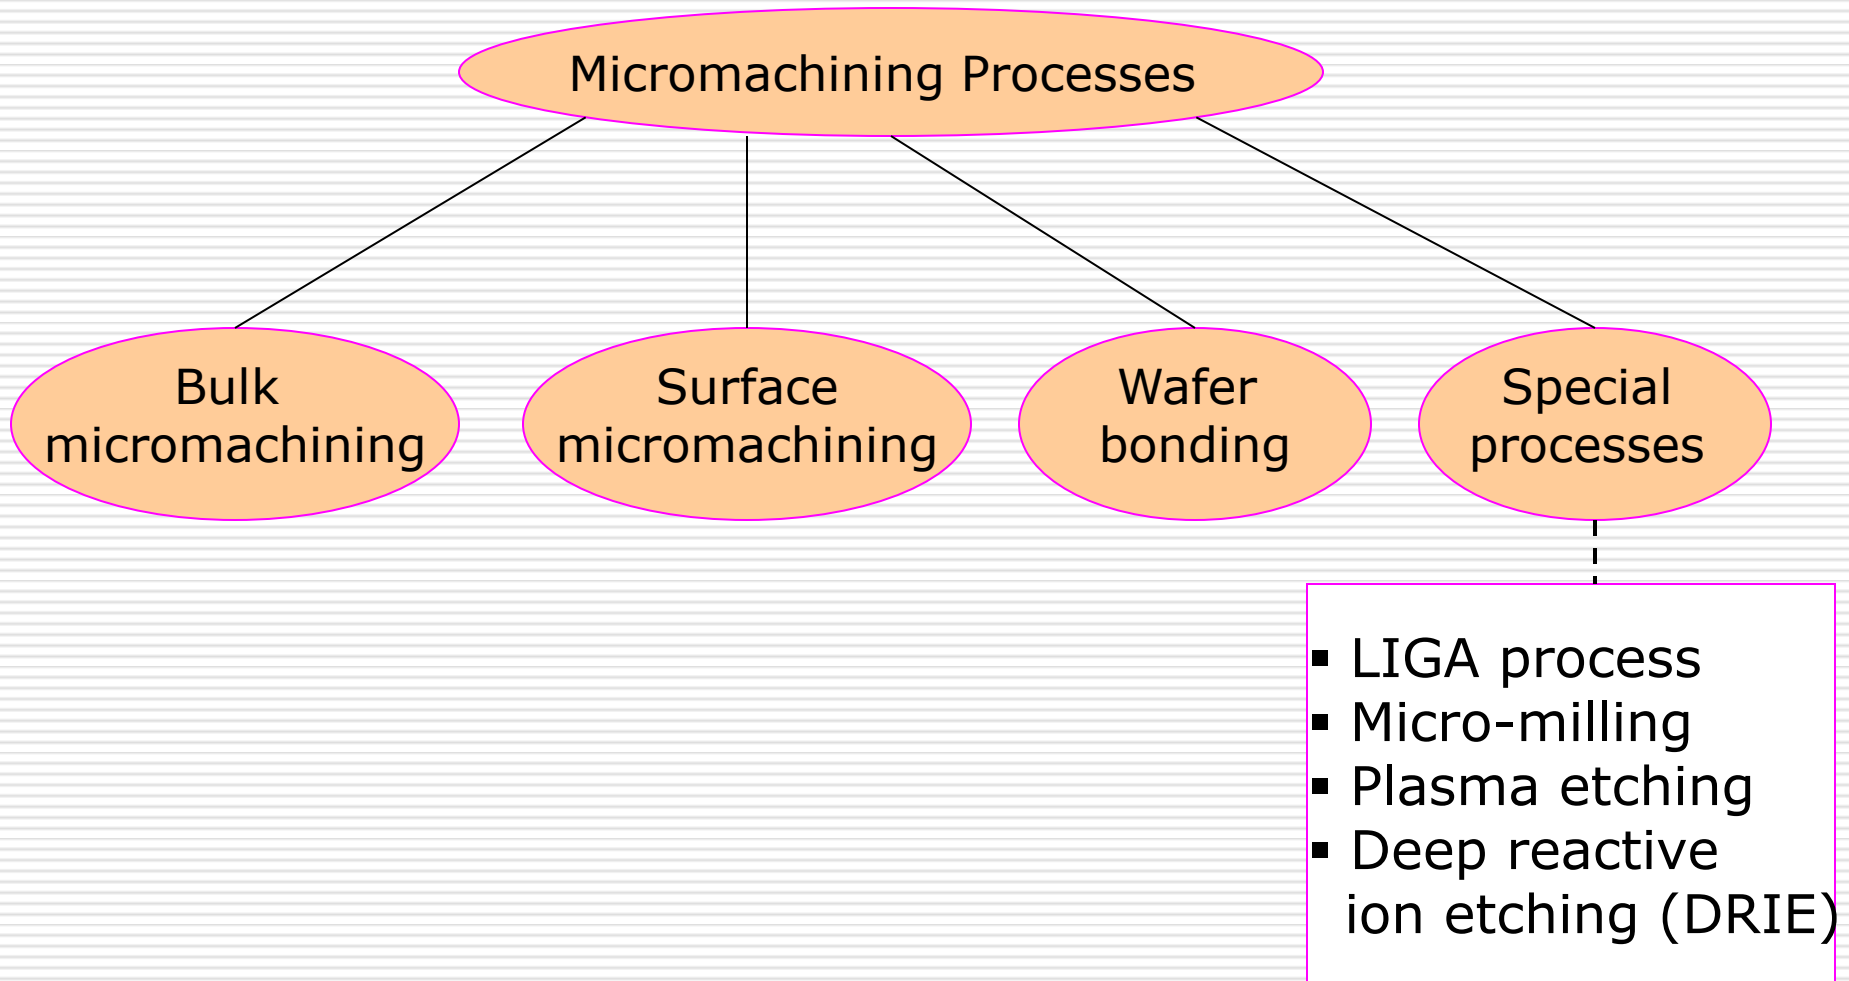 Micromachining Processes
Bulk
micromachining
Surface
micromachining
Wafer
bonding
Special
processes
▪ LIGA process
▪ Micro-milling
▪ Plasma etching
▪ Deep reactive
ion etching (DRIE)